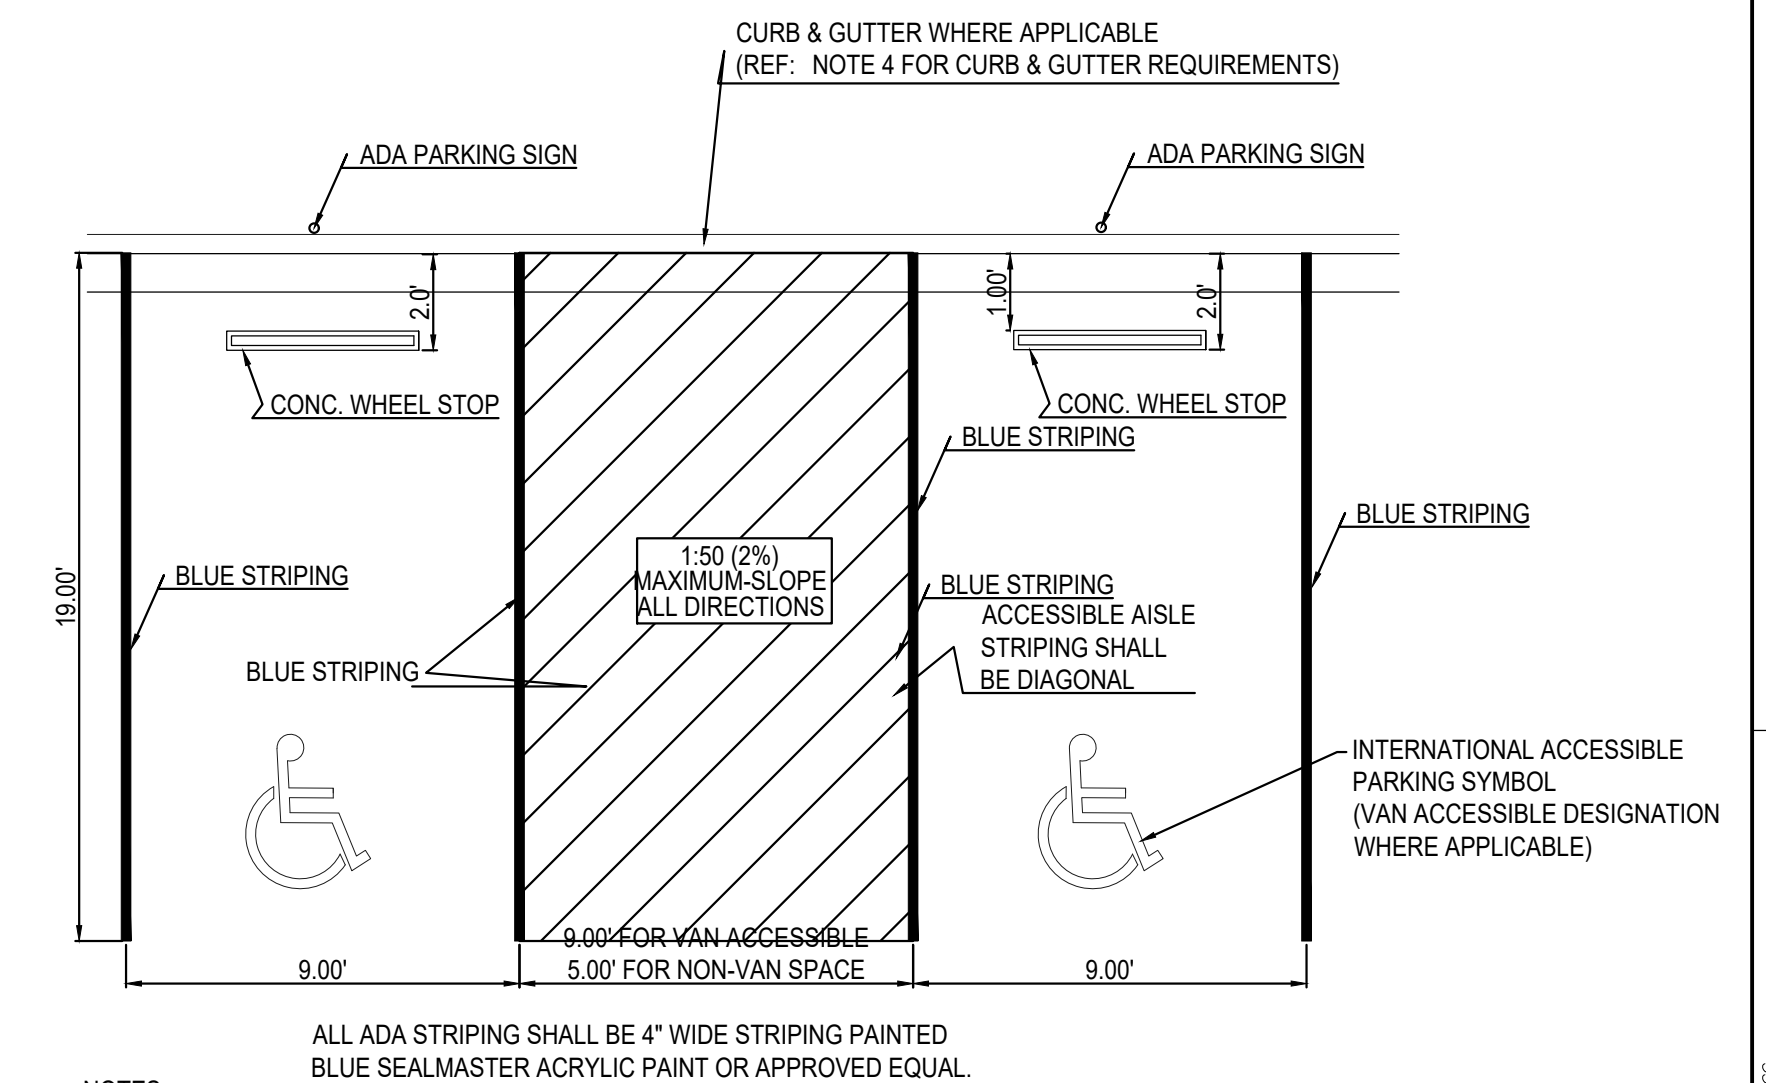 CURB & GUTTER WHERE APPLICABLE
(REF: NOTE 4 FOR CURB & GUTTER REQUIREMENTS)
ADA PARKING SIGN
ADA PARKING SIGN
2.0'
1.00'
2.0'
CONC. WHEEL STOP
CONC. WHEEL STOP
BLUE STRIPING
BLUE STRIPING
19.00'
BLUE STRIPING
1:50 (2%)
MAXIMUM-SLOPE
ALL DIRECTIONS
BLUE STRIPING
ACCESSIBLE AISLE
STRIPING SHALL
BE DIAGONAL
BLUE STRIPING
INTERNATIONAL ACCESSIBLE
PARKING SYMBOL
(VAN ACCESSIBLE DESIGNATION
WHERE APPLICABLE)
9.00' FOR VAN ACCESSIBLE
9.00'
5.00' FOR NON-VAN SPACE
9.00'
ALL ADA STRIPING SHALL BE 4" WIDE STRIPING PAINTED
BLUE SEALMASTER ACRYLIC PAINT OR APPROVED EQUAL.
NOTES